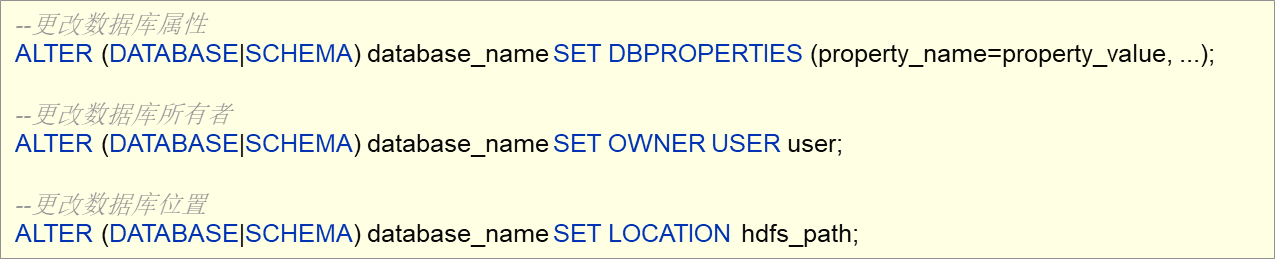 --更改数据库属性
ALTER (DATABASE|SCHEMA) database_name SET DBPROPERTIES (property_name=property_value, ...);
--更改数据库所有者
ALTER (DATABASE|SCHEMA) database_name SET OWNER USER user;
--更改数据库位置
ALTER (DATABASE|SCHEMA) database_name SET LOCATION hdfs_path;